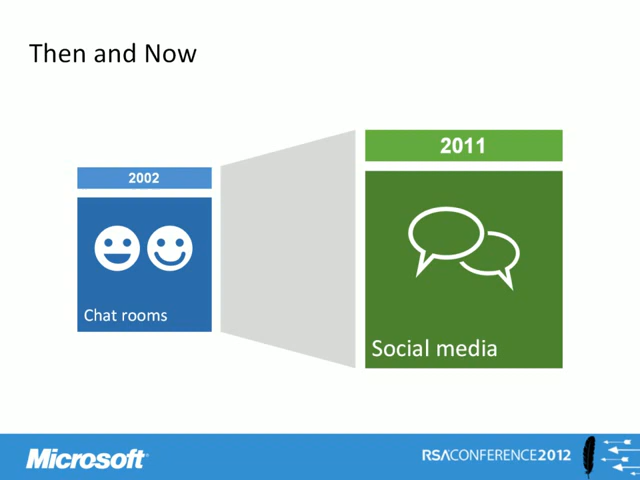 Then and Now
2002
2011
Chat rooms
Social media
Microsoft
RSACONFERENCE2012